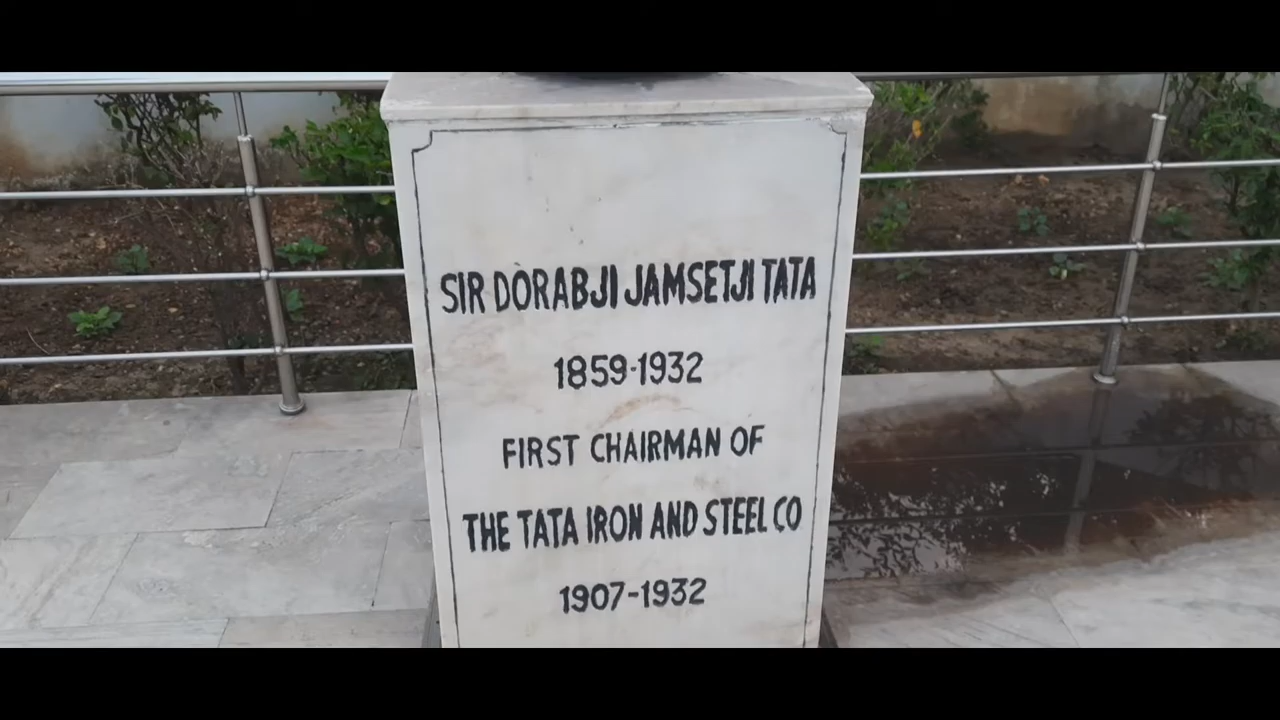 SIR DORABJI JAMSETJI TATA
1859-1932
FIRST CHAIRMAN OF
THE TATA IRON AND STEEL CO
1907-1932